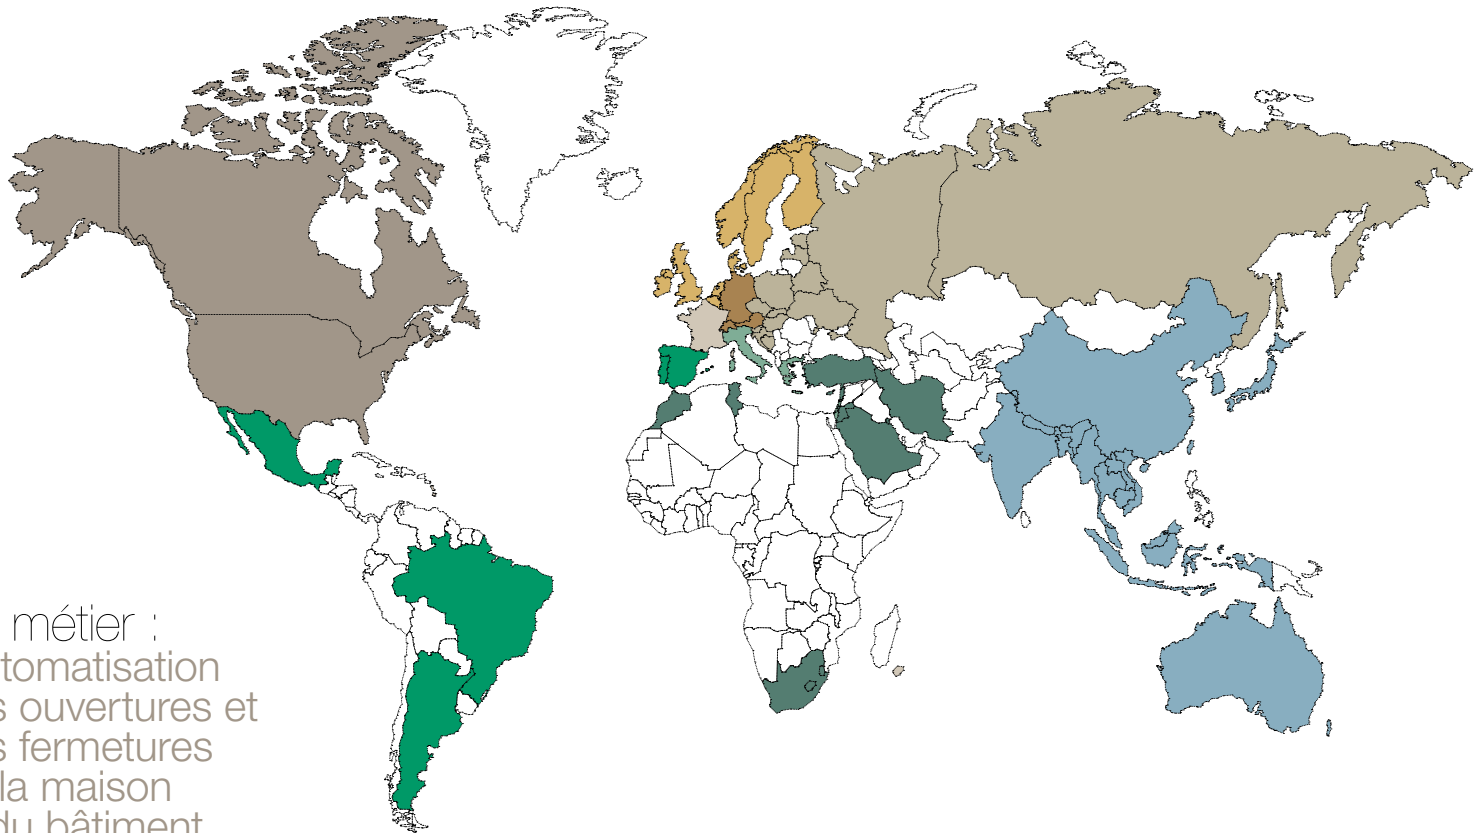 métier :
tomatisation
s ouvertures et
s fermetures
la maison
du bâtiment